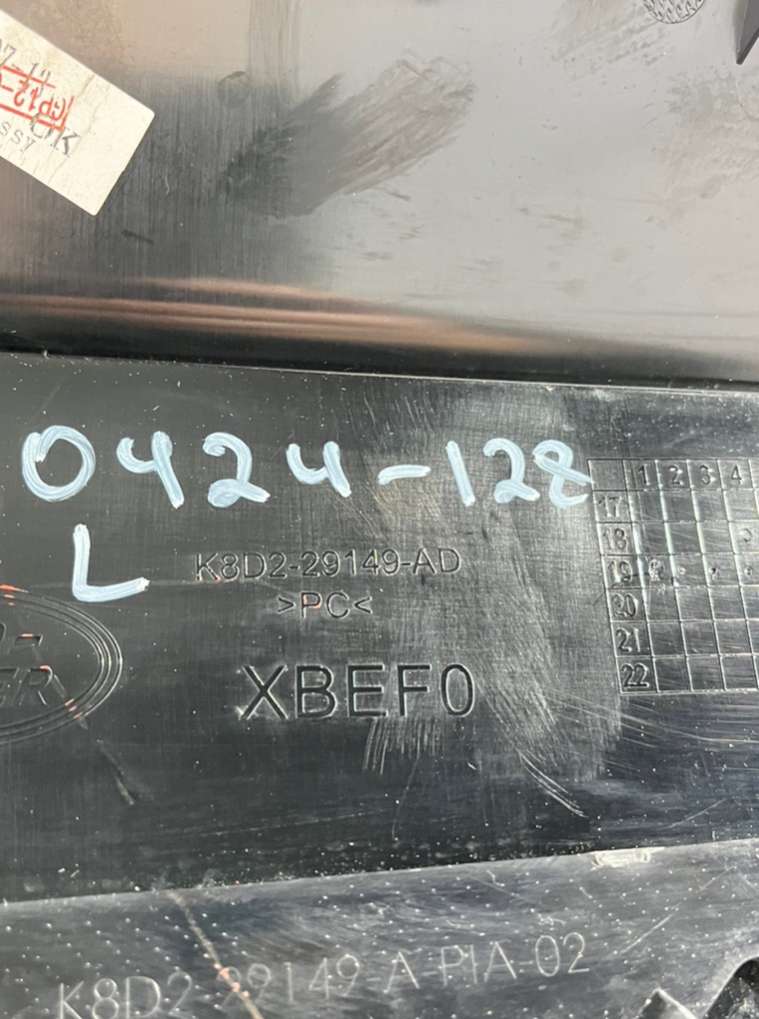 OK
0424-128
L
K8D2-29149-AD
>PC<
XBEF0
1 2 3 4
17
18
19
20
21
22
K8D2-29149-A-PIA-02